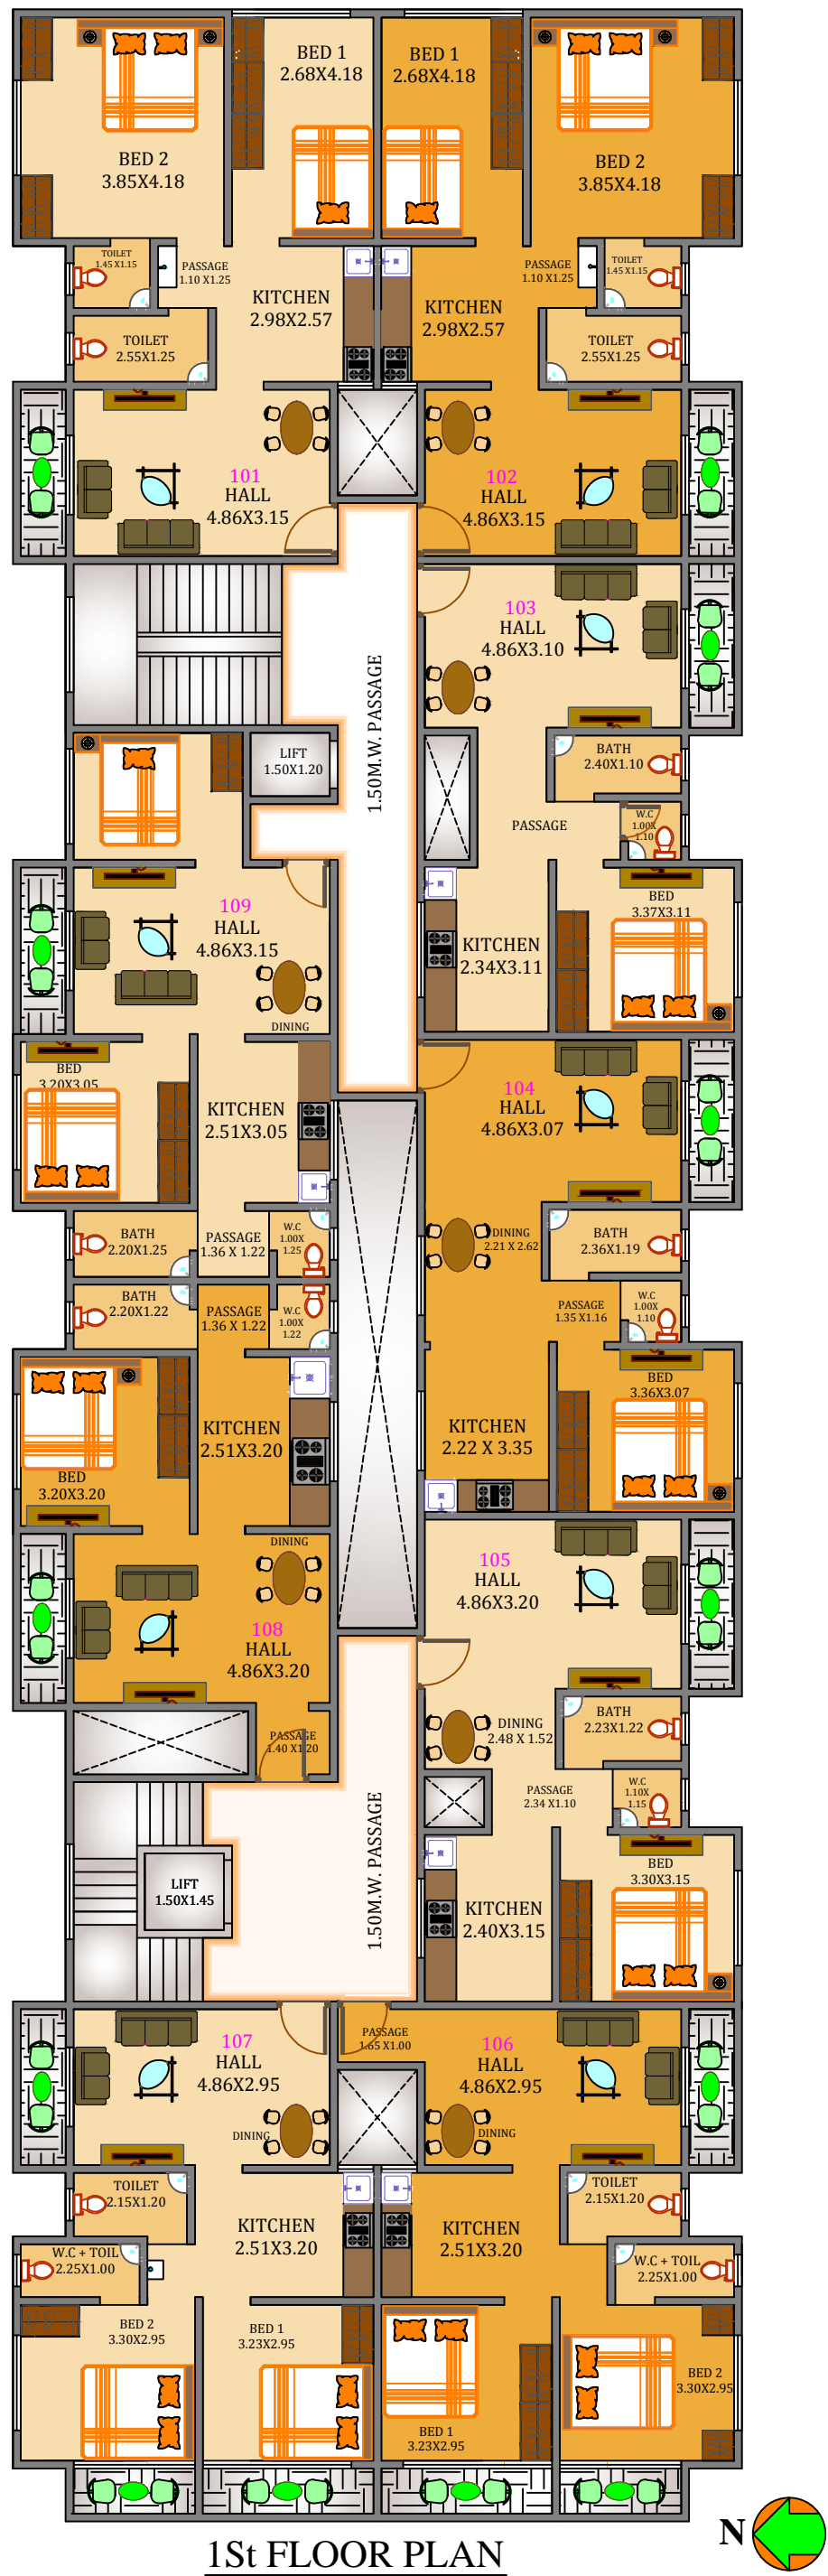 BED 2
3.85X4.18
BED 1
2.68X4.18
BED 1
2.68X4.18
BED 2
3.85X4.18
TOILET
1.45 X1.15
PASSAGE
1.10 X1.25
KITCHEN
2.98X2.57
TOILET
2.55X1.25
PASSAGE
1.10 X1.25
TOILET
1.45 X1.15
KITCHEN
2.98X2.57
TOILET
2.55X1.25
101
HALL
4.86X3.15
102
HALL
4.86X3.15
103
HALL
4.86X3.10
1.50M.W. PASSAGE
LIFT
1.50X1.20
BATH
2.40X1.10
PASSAGE
W.C
1.00X
1.10
109
HALL
4.86X3.15
DINING
BED
3.37X3.11
KITCHEN
2.34X3.11
BED
3.20X3.05
KITCHEN
2.51X3.05
104
HALL
4.86X3.07
BATH
2.20X1.25
PASSAGE
1.36 X 1.22
W.C
1.00X
1.25
DINING
2.21 X 2.62
BATH
2.36X1.19
BATH
2.20X1.22
PASSAGE
1.36 X 1.22
W.C
1.00X
1.22
PASSAGE
1.35 X1.16
W.C
1.00X
1.10
BED
3.36X3.07
KITCHEN
2.51X3.20
KITCHEN
2.22 X 3.35
BED
3.20X3.20
DINING
108
HALL
4.86X3.20
105
HALL
4.86X3.20
PASSAGE
1.40 X1.20
DINING
2.48 X 1.52
BATH
2.23X1.22
PASSAGE
2.34 X1.10
W.C
1.10X
1.15
1.50M.W. PASSAGE
LIFT
1.50X1.45
BED
3.30X3.15
KITCHEN
2.40X3.15
107
HALL
4.86X2.95
DINING
PASSAGE
1.65 X1.00
106
HALL
4.86X2.95
DINING
TOILET
2.15X1.20
KITCHEN
2.51X3.20
W.C + TOIL
2.25X1.00
KITCHEN
2.51X3.20
TOILET
2.15X1.20
W.C + TOIL
2.25X1.00
BED 2
3.30X2.95
BED 1
3.23X2.95
BED 1
3.23X2.95
BED 2
3.30X2.95
N
1St FLOOR PLAN